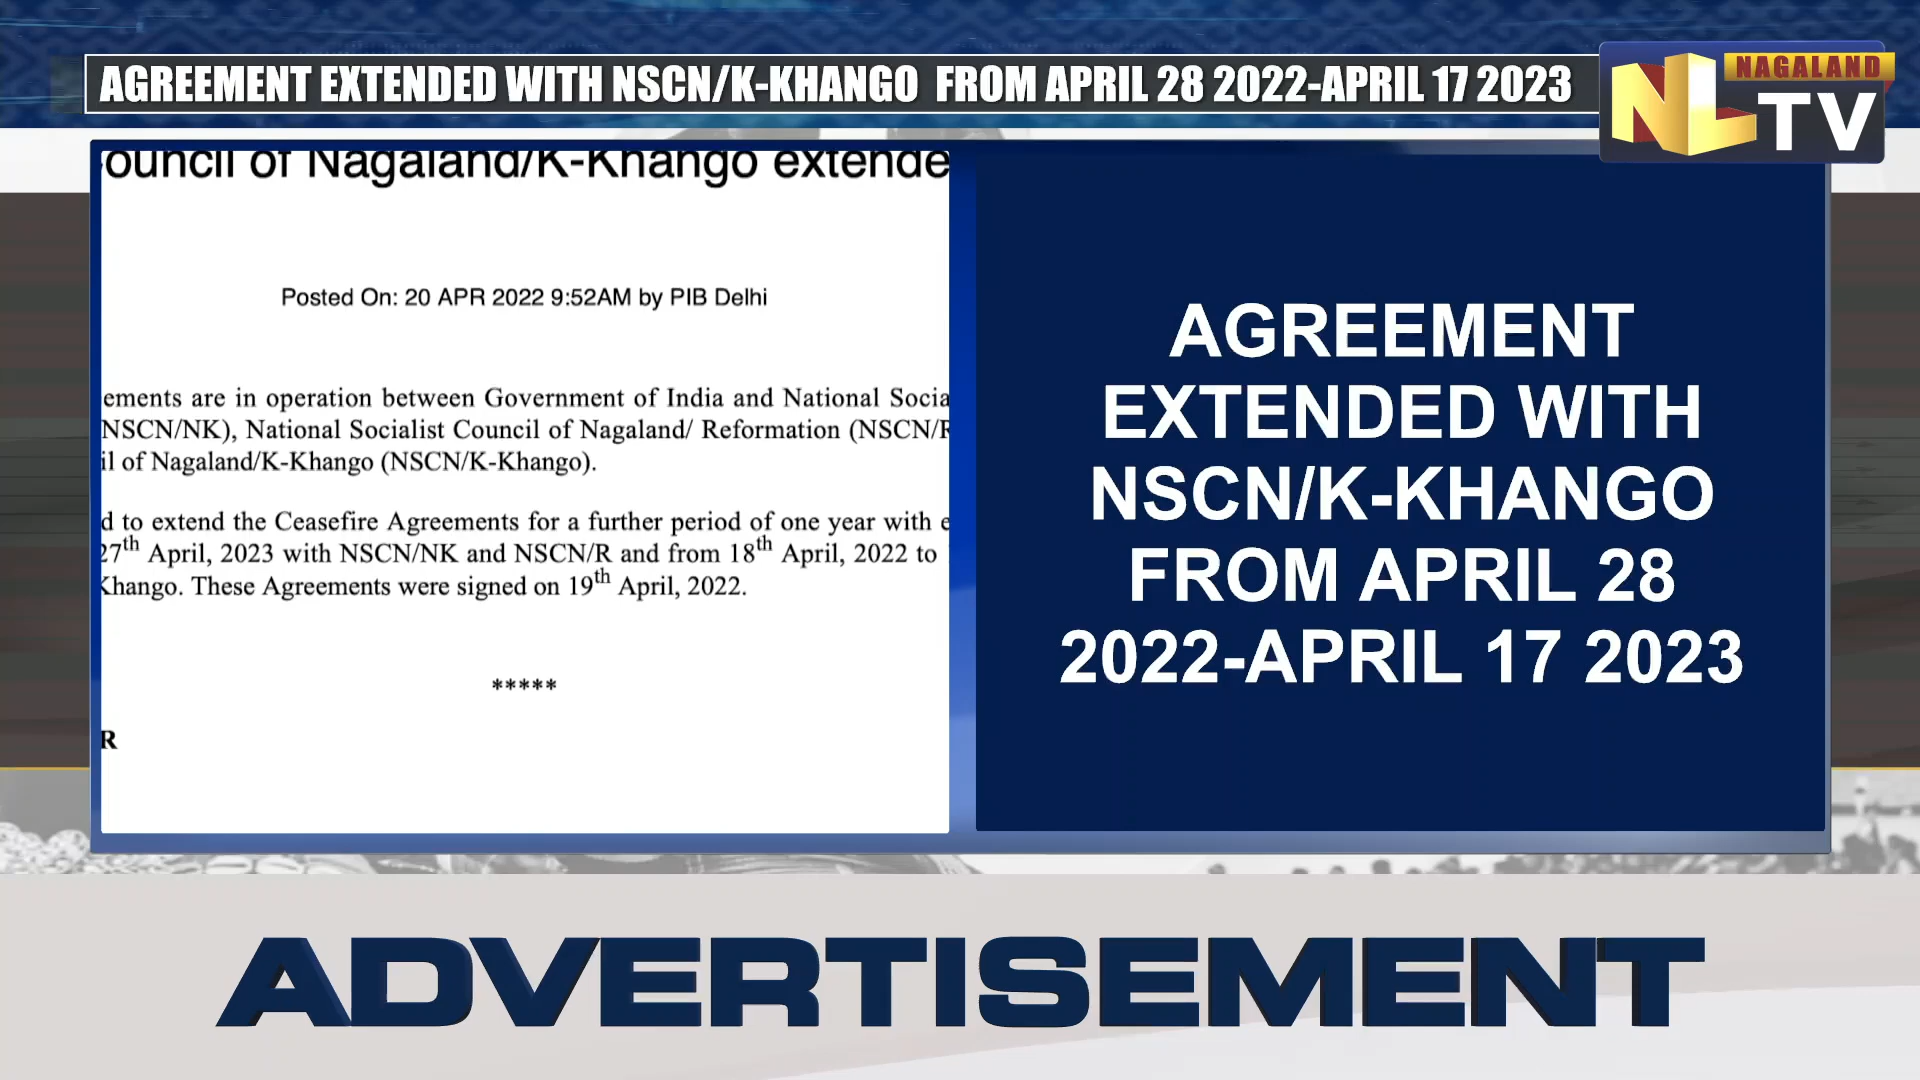 AGREEMENT EXTENDED WITH NSCN/K-KHANGO FROM APRIL 28 2022-APRIL 17 2023
NAGALAND
NL TV
ouncil of Nagaland/K-Khango extende
Posted On: 20 APR 2022 9:52AM by PIB Delhi
ements are in operation between Government of India and National Socia
NSCN/NK), National Socialist Council of Nagaland/ Reformation (NSCN/R
il of Nagaland/K-Khango (NSCN/K-Khango).
d to extend the Ceasefire Agreements for a further period of one year with e
27th April, 2023 with NSCN/NK and NSCN/R and from 18th April, 2022 to
Khango. These Agreements were signed on 19th April, 2022.
*****
R
AGREEMENT
EXTENDED WITH
NSCN/K-KHANGO
FROM APRIL 28
2022-APRIL 17 2023
ADVERTISEMENT